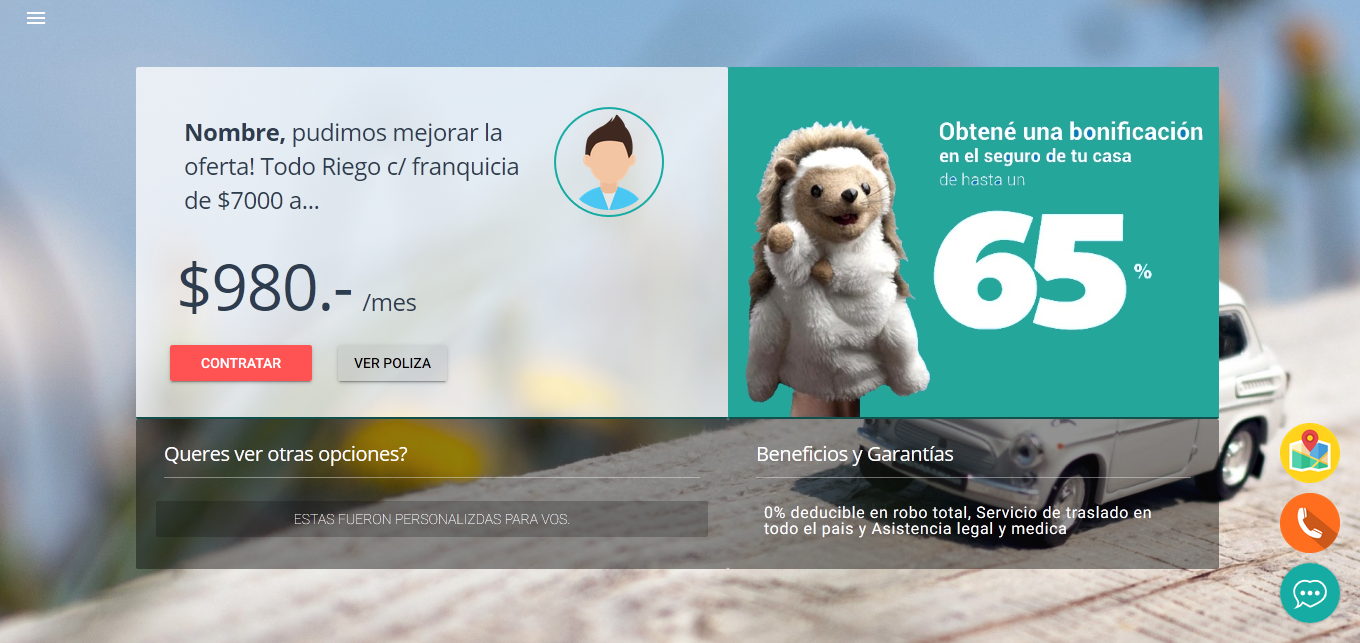 Nombre, pudimos mejorar la
oferta! Todo Riego c/ franquicia
de $7000 a...
$980.- /mes
CONTRATAR
VER POLIZA
Obtené una bonificación
en el seguro de tu casa
de hasta un
65 %
Queres ver otras opciones?
ESTAS FUERON PERSONALIZDAS PARA VOS.
Beneficios y Garantías
0% deducible en robo total, Servicio de traslado en
todo el pais y Asistencia legal y medica